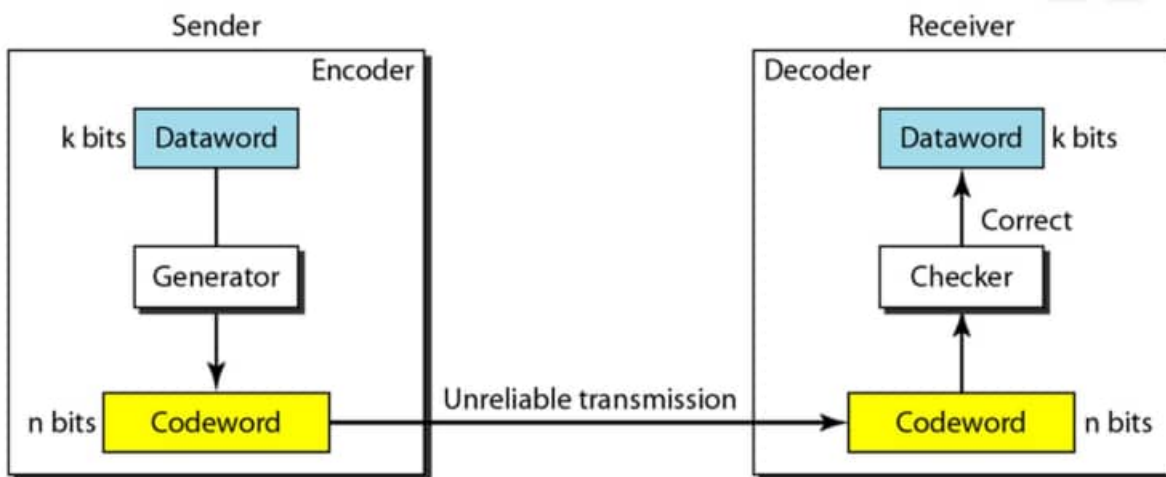 Sender
Receiver
Encoder
Decoder
k bits
Dataword
Dataword
k bits
Correct
Generator
Checker
Unreliable transmission
n bits
Codeword
Codeword
n bits